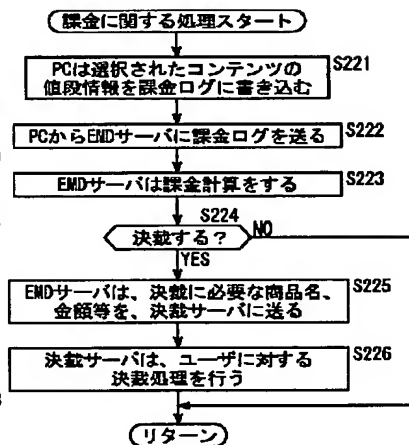 課金に関する処理スタート
PCは選択されたコンテンツの
値段情報を課金ログに書き込む
S221
PCからEMDサーバに課金ログを送る
S222
EMDサーバは課金計算をする
S223
S224
決裁する?
NO
YES
EMDサーバは、決裁に必要な商品名、
金額等を、決裁サーバに送る
S225
決裁サーバは、ユーザに対する
決裁処理を行う
S226
リターン